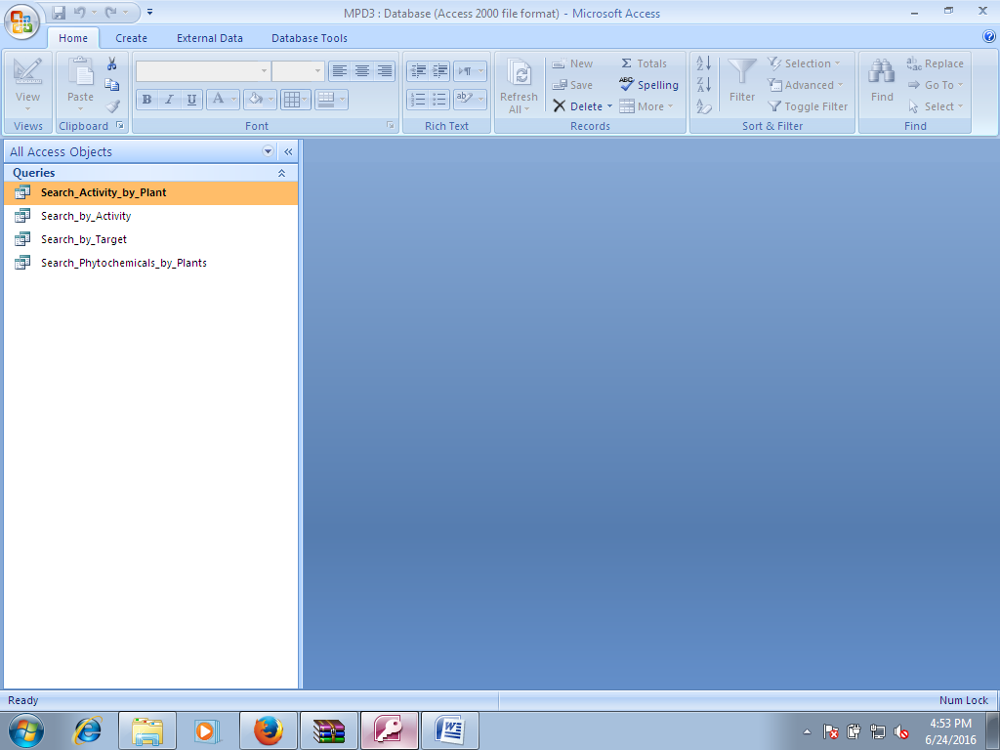 MPD3 : Database (Access 2000 file format) - Microsoft Access
Home Create External Data Database Tools
View
Views
Paste
Clipboard
B I U A
Font
ab
Rich Text
Refresh All
New
Save
Delete
Σ Totals
ABC Spelling
More
Records
A Z
Z A
Filter
Selection
Advanced
Toggle Filter
Sort & Filter
Find
Replace
Go To
Select
Find
All Access Objects «
Queries
Search_Activity_by_Plant
Search_by_Activity
Search_by_Target
Search_Phytochemicals_by_Plants
Ready Num Lock
4:53 PM
6/24/2016